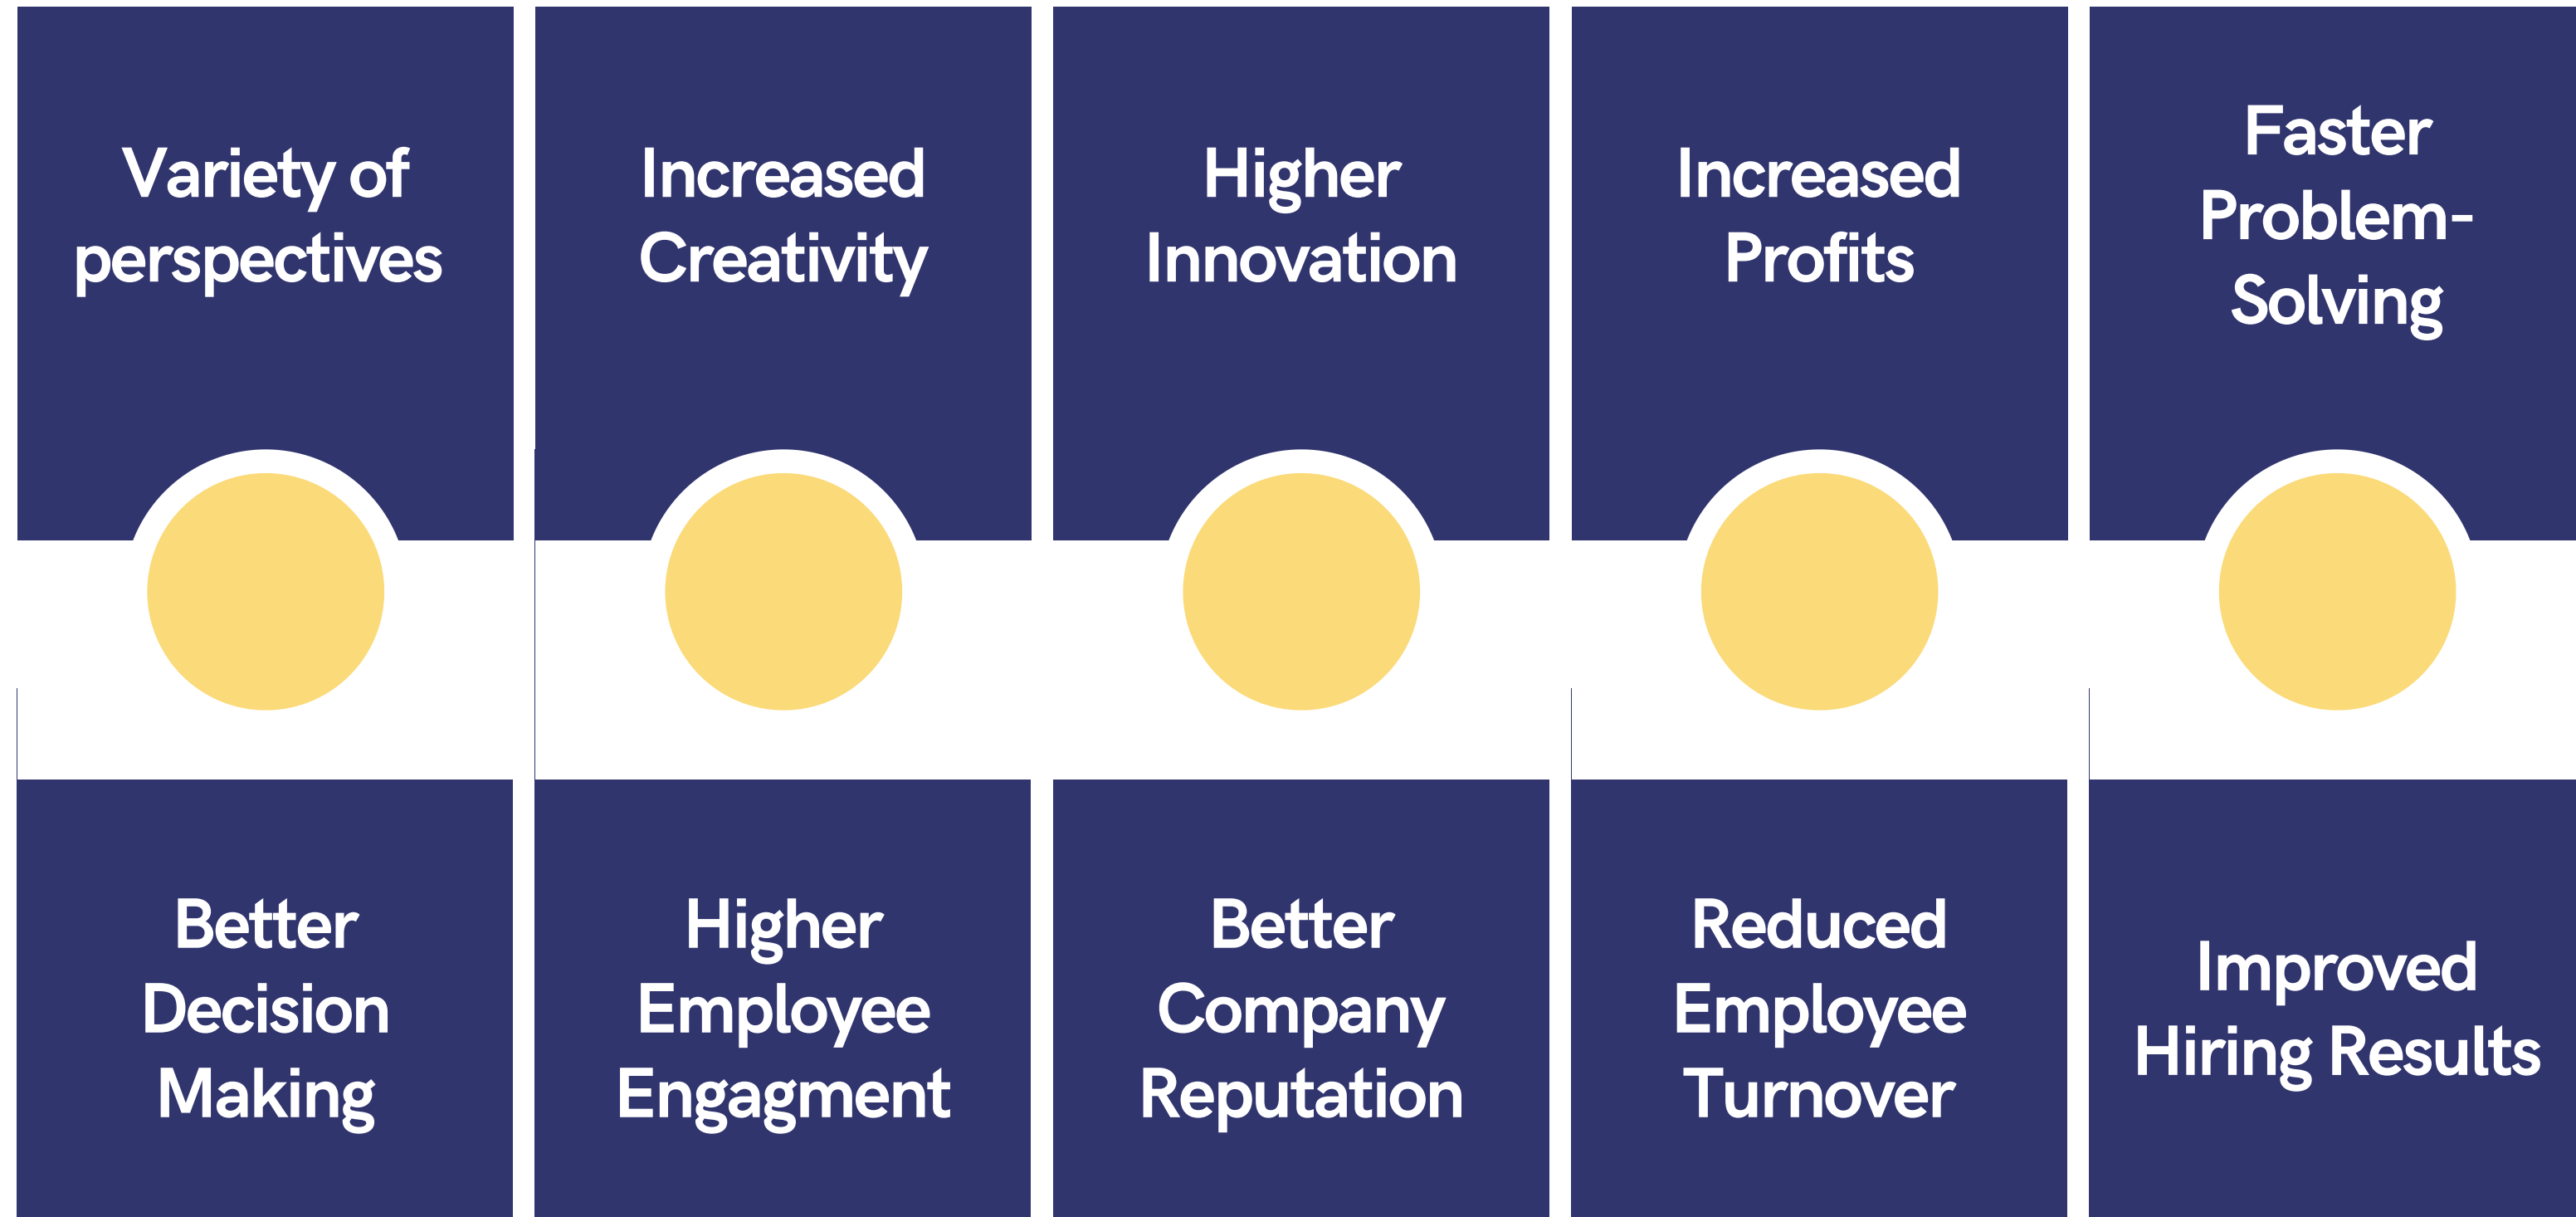 Variety of
perspectives
Increased
Creativity
Higher
Innovation
Increased
Profits
Faster
Problem-
Solving
Better
Decision
Making
Higher
Employee
Engagment
Better
Company
Reputation
Reduced
Employee
Turnover
Improved
Hiring Results